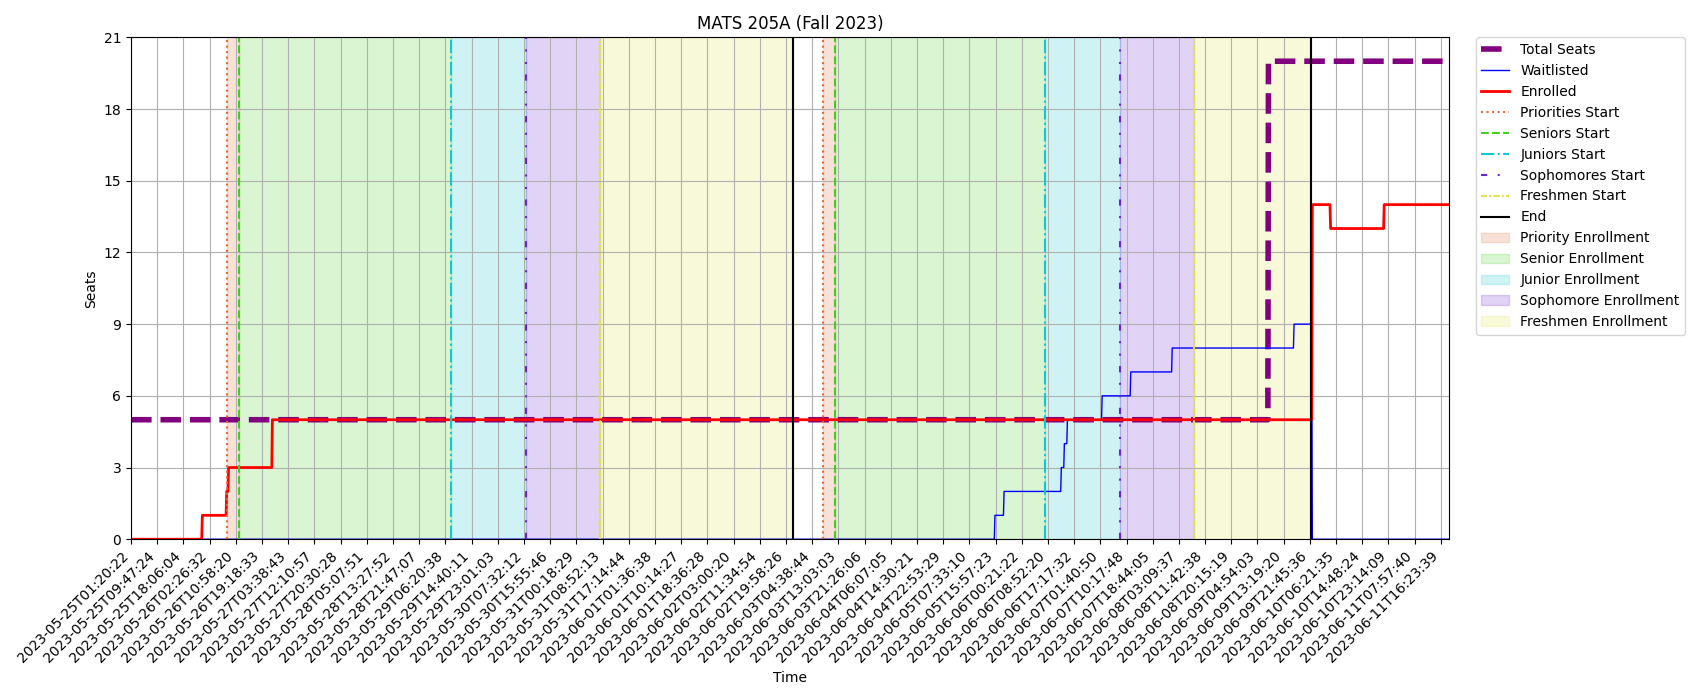 MATS 205A (Fall 2023)
Seats
21
18
15
12
9
6
3
0
2023-05-25T01:20:22
2023-05-25T09:47:24
2023-05-25T18:06:04
2023-05-26T02:26:32
2023-05-26T10:58:20
2023-05-26T19:18:33
2023-05-27T03:38:43
2023-05-27T12:10:57
2023-05-27T20:30:28
2023-05-28T05:07:51
2023-05-28T13:27:52
2023-05-28T21:47:07
2023-05-29T06:20:38
2023-05-29T14:40:11
2023-05-29T23:01:03
2023-05-30T07:32:12
2023-05-30T15:55:46
2023-05-31T00:18:29
2023-05-31T08:52:13
2023-05-31T17:14:44
2023-06-01T01:36:38
2023-06-01T10:14:27
2023-06-01T18:36:28
2023-06-02T03:00:20
2023-06-02T11:34:54
2023-06-02T19:58:26
2023-06-03T04:38:44
2023-06-03T13:03:03
2023-06-03T21:26:06
2023-06-04T06:07:05
2023-06-04T14:30:21
2023-06-04T22:53:29
2023-06-05T07:33:10
2023-06-05T15:57:23
2023-06-06T00:21:22
2023-06-06T08:52:20
2023-06-06T17:17:32
2023-06-07T01:40:50
2023-06-07T10:17:48
2023-06-07T18:44:05
2023-06-08T03:09:37
2023-06-08T11:42:38
2023-06-08T20:15:19
2023-06-09T04:54:03
2023-06-09T13:19:20
2023-06-09T21:45:36
2023-06-10T06:21:35
2023-06-10T14:48:24
2023-06-10T23:14:09
2023-06-11T07:57:40
2023-06-11T16:23:39
Time
Total Seats
Waitlisted
Enrolled
Priorities Start
Seniors Start
Juniors Start
Sophomores Start
Freshmen Start
End
Priority Enrollment
Senior Enrollment
Junior Enrollment
Sophomore Enrollment
Freshmen Enrollment